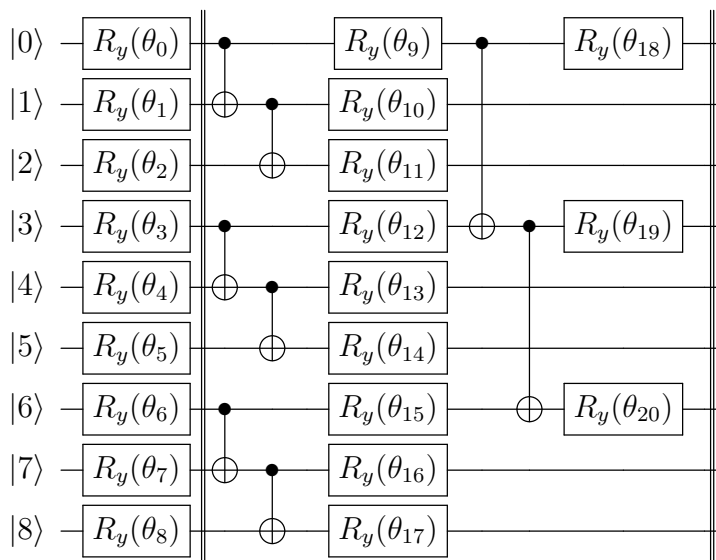 |0⟩ R_y(θ_0) R_y(θ_9) R_y(θ_18)
|1⟩ R_y(θ_1) R_y(θ_10)
|2⟩ R_y(θ_2) R_y(θ_11)
|3⟩ R_y(θ_3) R_y(θ_12) R_y(θ_19)
|4⟩ R_y(θ_4) R_y(θ_13)
|5⟩ R_y(θ_5) R_y(θ_14)
|6⟩ R_y(θ_6) R_y(θ_15) R_y(θ_20)
|7⟩ R_y(θ_7) R_y(θ_16)
|8⟩ R_y(θ_8) R_y(θ_17)